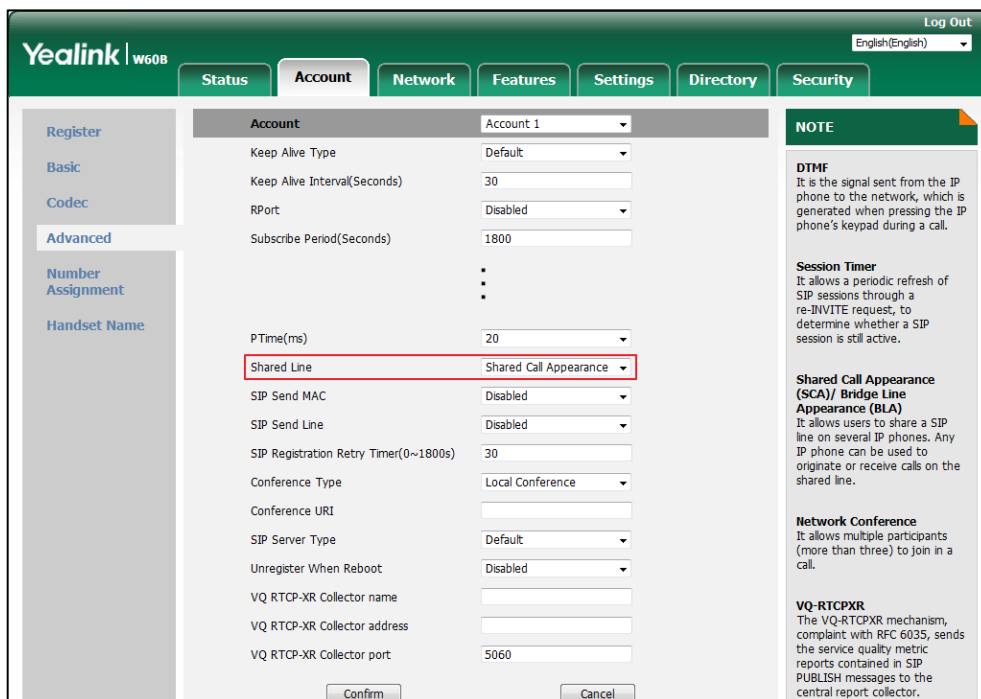 Log Out
English(English)
Yealink W60B
Status Account Network Features Settings Directory Security
Register
Basic
Codec
Advanced
Number
Assignment
Handset Name
Account Account 1
Keep Alive Type Default
Keep Alive Interval(Seconds) 30
RPort Disabled
Subscribe Period(Seconds) 1800
PTime(ms) 20
Shared Line Shared Call Appearance
SIP Send MAC Disabled
SIP Send Line Disabled
SIP Registration Retry Timer(0~1800s) 30
Conference Type Local Conference
Conference URI
SIP Server Type Default
Unregister When Reboot Disabled
VQ RTCP-XR Collector name
VQ RTCP-XR Collector address
VQ RTCP-XR Collector port 5060
Confirm Cancel
NOTE
DTMF
It is the signal sent from the IP
phone to the network, which is
generated when pressing the IP
phone's keypad during a call.
Session Timer
It allows a periodic refresh of
SIP sessions through a
re-INVITE request, to
determine whether a SIP
session is still active.
Shared Call Appearance
(SCA)/ Bridge Line
Appearance (BLA)
It allows users to share a SIP
line on several IP phones. Any
IP phone can be used to
originate or receive calls on the
shared line.
Network Conference
It allows multiple participants
(more than three) to join in a
call.
VQ-RTCPXR
The VQ-RTCPXR mechanism,
complaint with RFC 6035, sends
the service quality metric
reports contained in SIP
PUBLISH messages to the
central report collector.